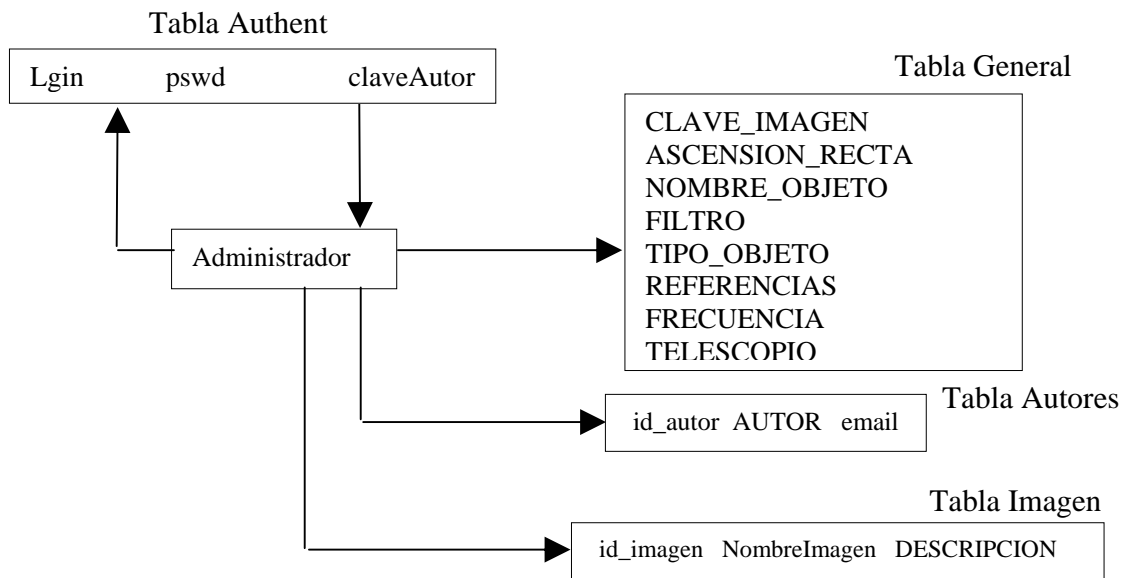 Tabla Authent
Lgin pswd claveAutor
Tabla General
CLAVE_IMAGEN
ASCENSION_RECTA
NOMBRE_OBJETO
FILTRO
TIPO_OBJETO
REFERENCIAS
FRECUENCIA
TELESCOPIO
Administrador
Tabla Autores
id_autor AUTOR email
Tabla Imagen
id_imagen NombreImagen DESCRIPCION